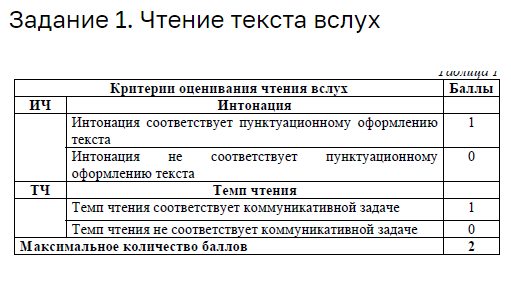 Задание 1. Чтение текста вслух
Таблица 1
Критерии оценивания чтения вслух Баллы
ИЧ Интонация
Интонация соответствует пунктуационному оформлению 1
текста
Интонация не соответствует пунктуационному 0
оформлению текста
ТЧ Темп чтения
Темп чтения соответствует коммуникативной задаче 1
Темп чтения не соответствует коммуникативной задаче 0
Максимальное количество баллов 2